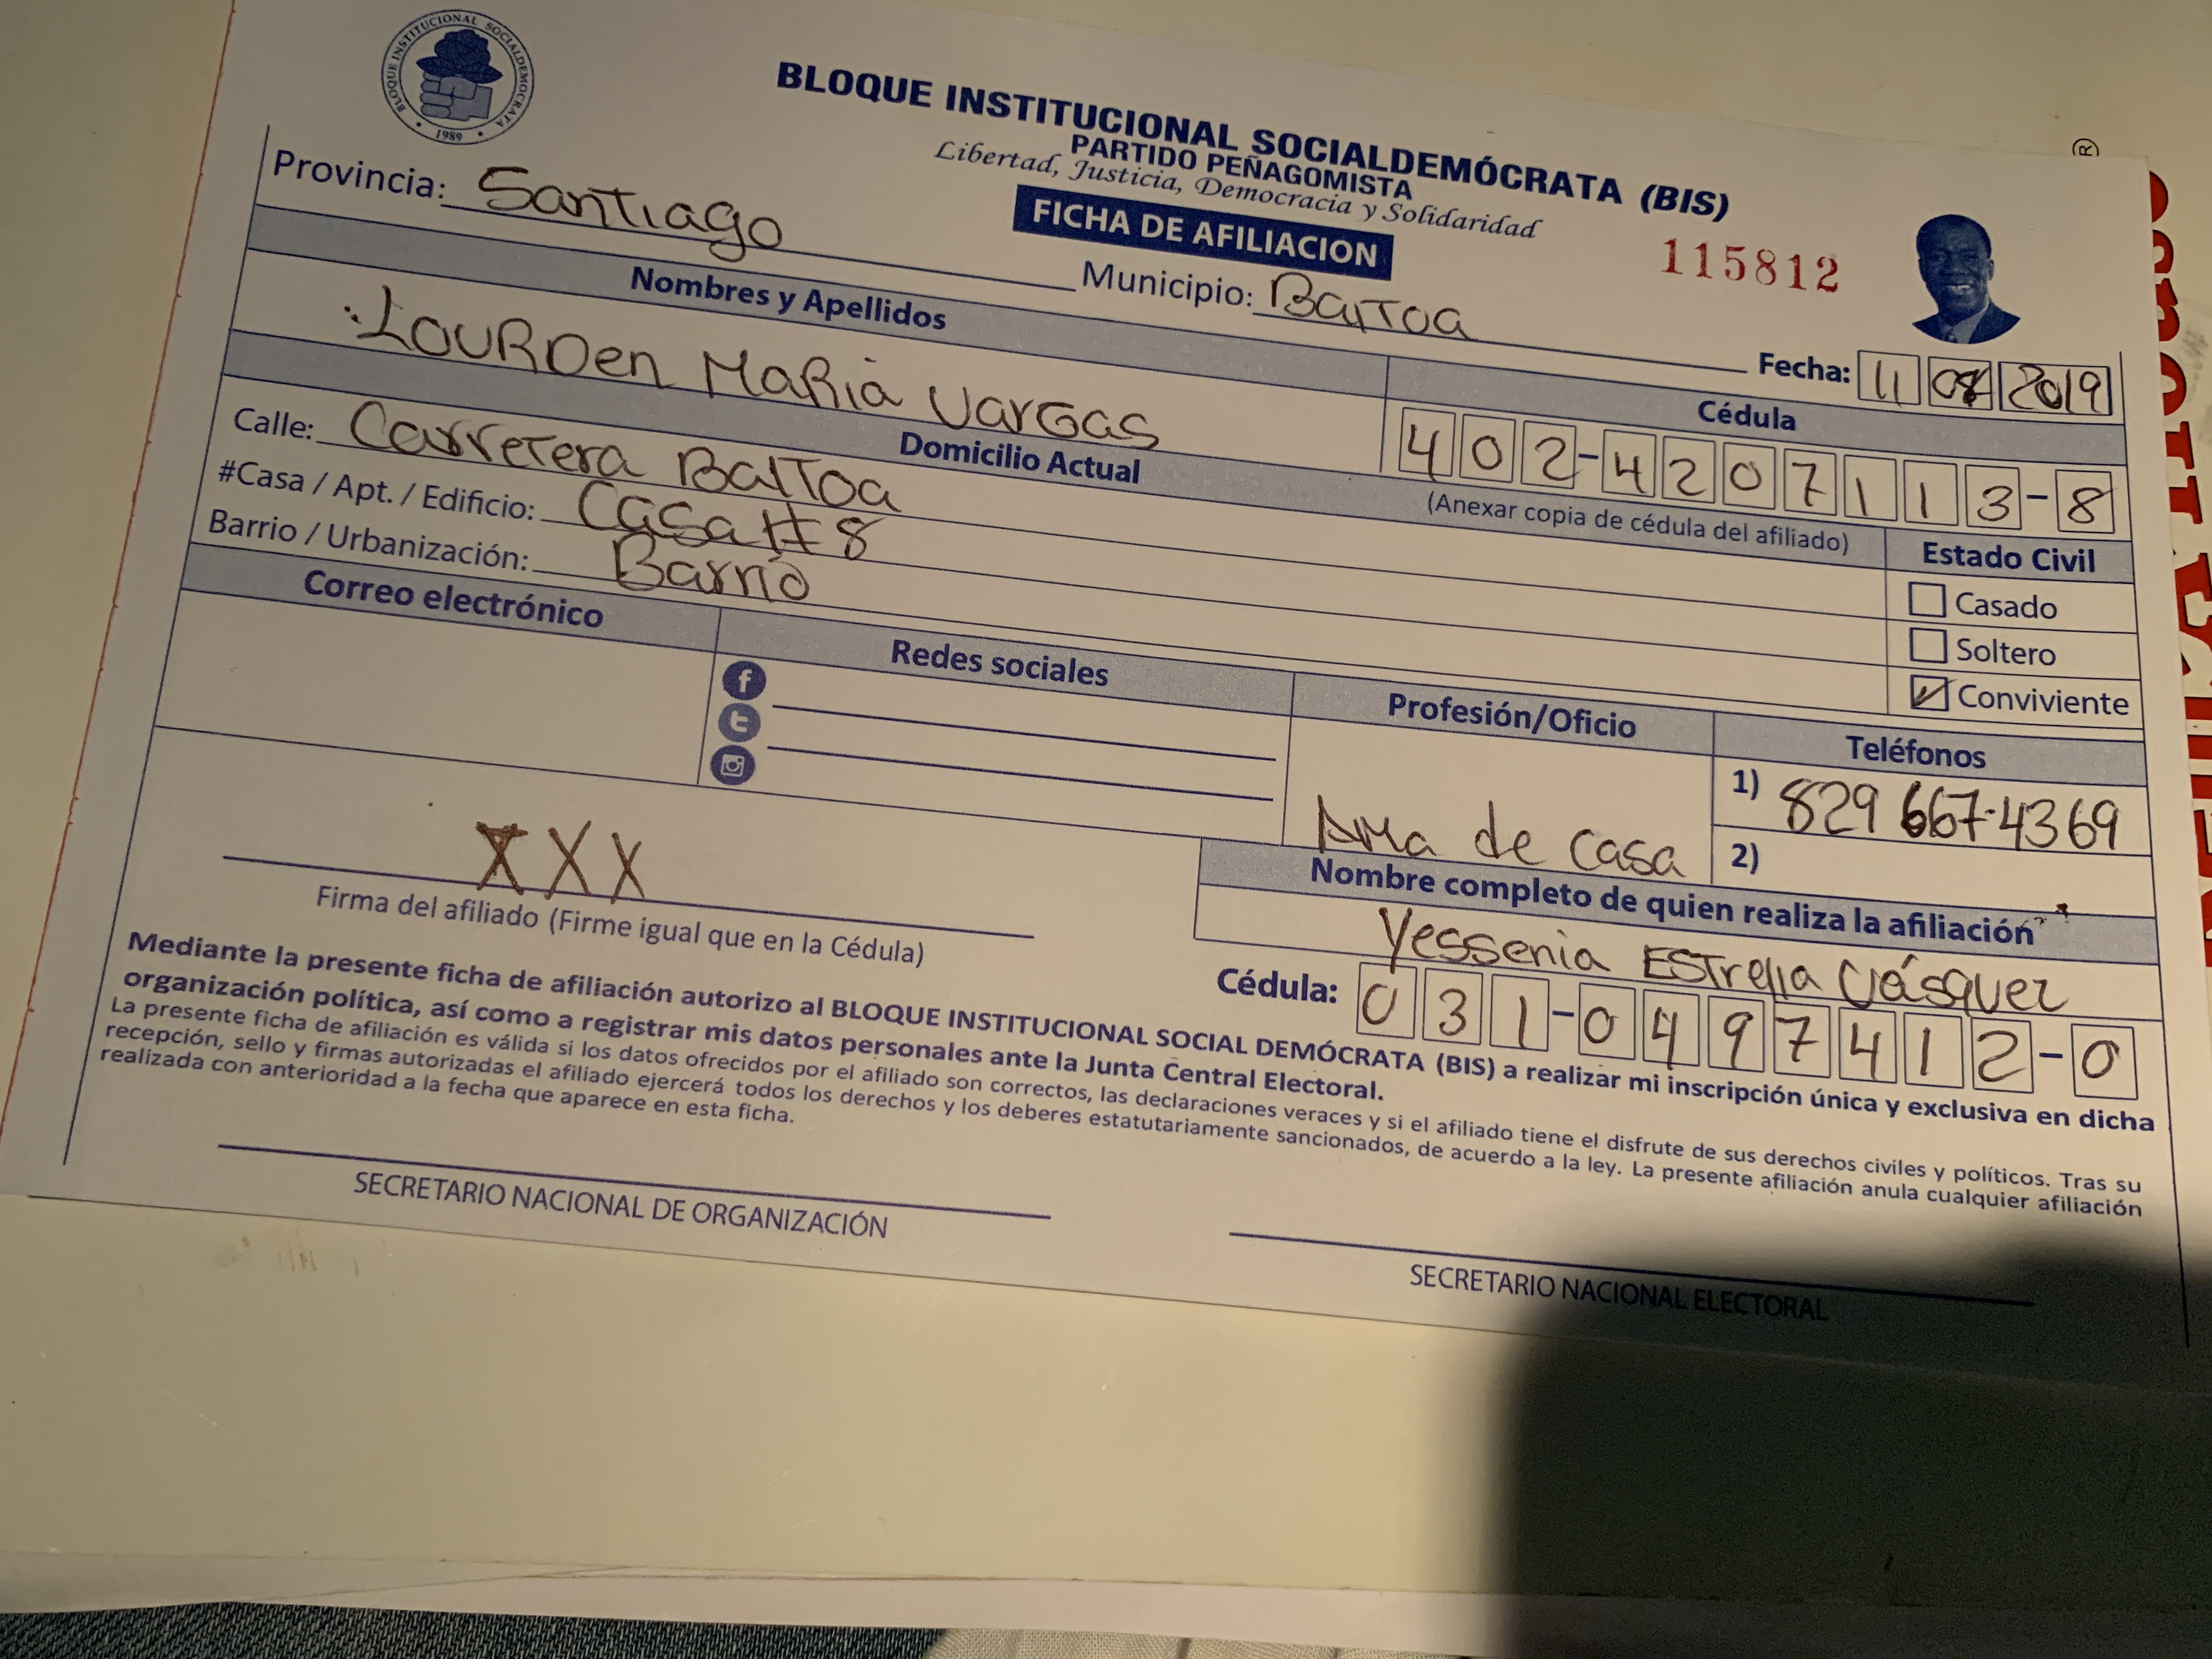 BLOQUE INSTITUCIONAL SOCIALDEMOCRATA
1989
BLOQUE INSTITUCIONAL SOCIALDEMÓCRATA (BIS)
PARTIDO PEÑAGOMISTA
Libertad, Justicia, Democracia y Solidaridad
FICHA DE AFILIACION
115812
®
Provincia: Santiago Municipio: BaiToa Fecha: 11 08 2019
Nombres y Apellidos
LOURDen MaRia VarGas
Cédula
402-4207113-8
(Anexar copia de cédula del afiliado)
Domicilio Actual
Calle: Carretera BaiToa
#Casa / Apt. / Edificio: Casa #8
Barrio / Urbanización: Barrio
Estado Civil
Casado
Soltero
Conviviente
Correo electrónico
Redes sociales
Profesión/Oficio
Ama de casa
Teléfonos
1) 829 667-4369
2)
XXX
Firma del afiliado (Firme igual que en la Cédula)
Nombre completo de quien realiza la afiliación
Yessenia ESTrella Vásquez
Cédula: 031-0497412-0
Mediante la presente ficha de afiliación autorizo al BLOQUE INSTITUCIONAL SOCIAL DEMÓCRATA (BIS) a realizar mi inscripción única y exclusiva en dicha
organización política, así como a registrar mis datos personales ante la Junta Central Electoral.
La presente ficha de afiliación es válida si los datos ofrecidos por el afiliado son correctos, las declaraciones veraces y si el afiliado tiene el disfrute de sus derechos civiles y políticos. Tras su
recepción, sello y firmas autorizadas el afiliado ejercerá todos los derechos y los deberes estatutariamente sancionados, de acuerdo a la ley. La presente afiliación anula cualquier afiliación
realizada con anterioridad a la fecha que aparece en esta ficha.
SECRETARIO NACIONAL DE ORGANIZACIÓN
SECRETARIO NACIONAL ELECTORAL